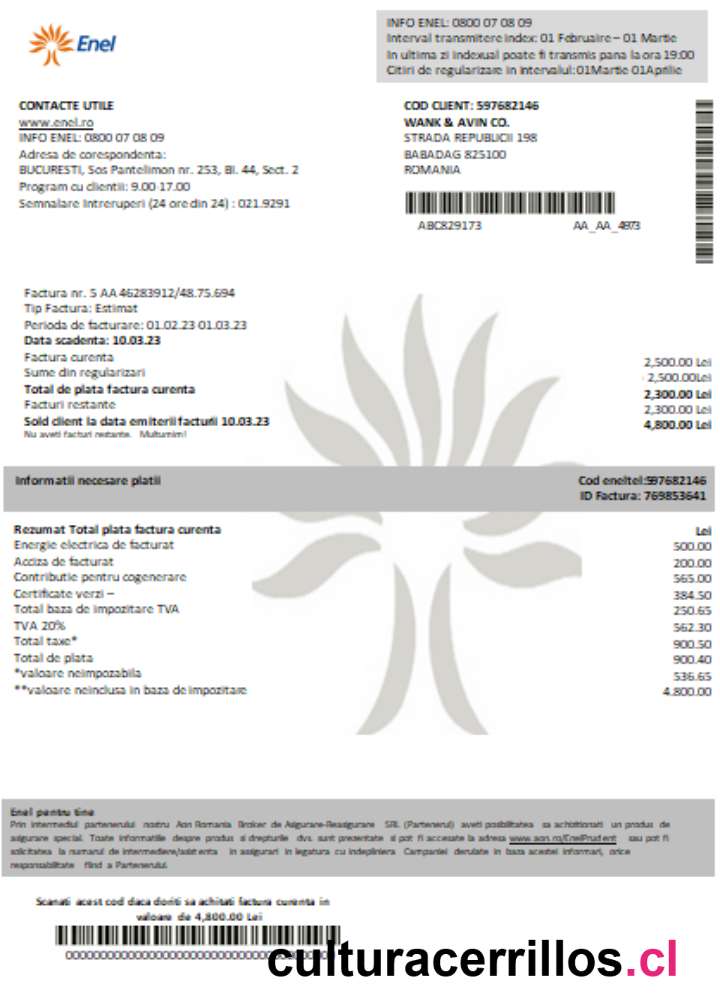 Enel
INFO ENEL: 0800 07 08 09
Interval transmitere index: 01 Februaire – 01 Martie
In ultima zi indexual poate fi transmis pana la ora 19:00
Citiri de regularizare in intervalul: 01Martie 01Aprilie
CONTACTE UTILE
www.enel.ro
INFO ENEL: 0800 07 08 09
Adresa de corespondenta:
BUCURESTI, Sos Pantelimon nr. 253, Bl. 44, Sect. 2
Program cu clientii: 9.00-17.00
Semnalare Intreruperi (24 ore din 24) : 021.9291
COD CLIENT: 597682146
WANK & AVIN CO.
STRADA REPUBLICII 198
BABADAG 825100
ROMANIA
ABC829173 AA_AA_4873
Factura nr. 5 AA 46283912/48.75.694
Tip Factura: Estimat
Perioda de facturare: 01.02.23 01.03.23
Data scadenta: 10.03.23
Factura curenta 2,500.00 Lei
Sume din regularizari - 2,500.00Lei
Total de plata factura curenta 2,300.00 Lei
Facturi restante 2,300.00 Lei
Sold client la data emiterii facturii 10.03.23 4,800.00 Lei
Nu aveti facturi restante. Multumim!
Informatii necesare platii Cod eneltel:597682146
ID Factura: 769853641
Rezumat Total plata factura curenta Lei
Energie electrica de facturat 500.00
Acciza de facturat 200.00
Contributie pentru cogenerare 565.00
Certificate verzi – 384.50
Total baza de impozitare TVA 250.65
TVA 20% 562.30
Total taxe* 900.50
Total de plata 900.40
*valoare neimpozabila 536.65
**valoare neinclusa in baza de impozitare 4.800.00
Enel pentru tine
Prin intermediul partenerului nostru Aon Romania Broker de Asigurare-Reasigurare SRL (Partenerul) aveti posibilitatea sa achizitionati un produs de
asigurare special. Toate informatiile despre produs si drepturile dvs. sunt prezentate si pot fi accesate la adresa www.aon.ro/EnelPrudent sau pot fi
solicitatea la numarul de intermediere/asistenta in asigurari in legatura cu indepliniera Campaniei derulate in baza acestei informari, orice
responsabilitate fiind a Partenerului.
Scanati acest cod daca doriti sa achitati factura curenta in
valoare de 4,800.00 Lei
culturacerrillos.cl